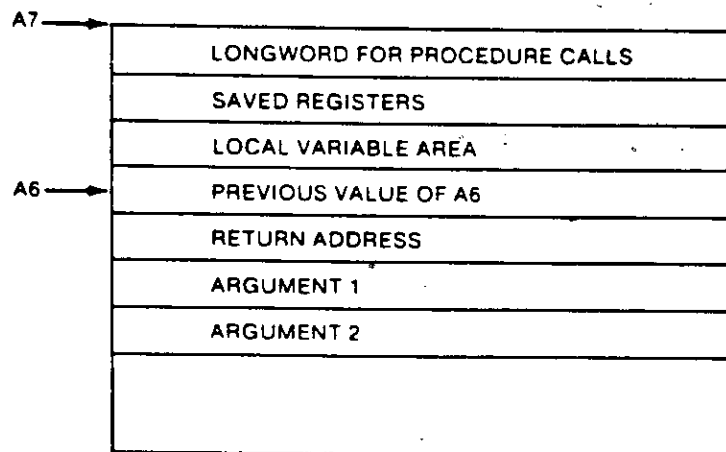 A7
LONGWORD FOR PROCEDURE CALLS
SAVED REGISTERS
LOCAL VARIABLE AREA
A6
PREVIOUS VALUE OF A6
RETURN ADDRESS
ARGUMENT 1
ARGUMENT 2